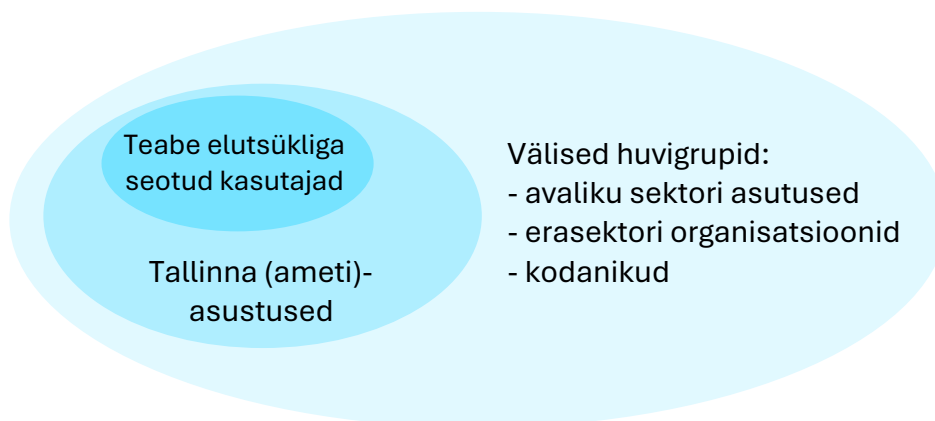 Teabe elutsükliga
seotud kasutajad
Tallinna (ameti)-
asustused
Välised huvigrupid:
- avaliku sektori asutused
- erasektori organisatsioonid
- kodanikud